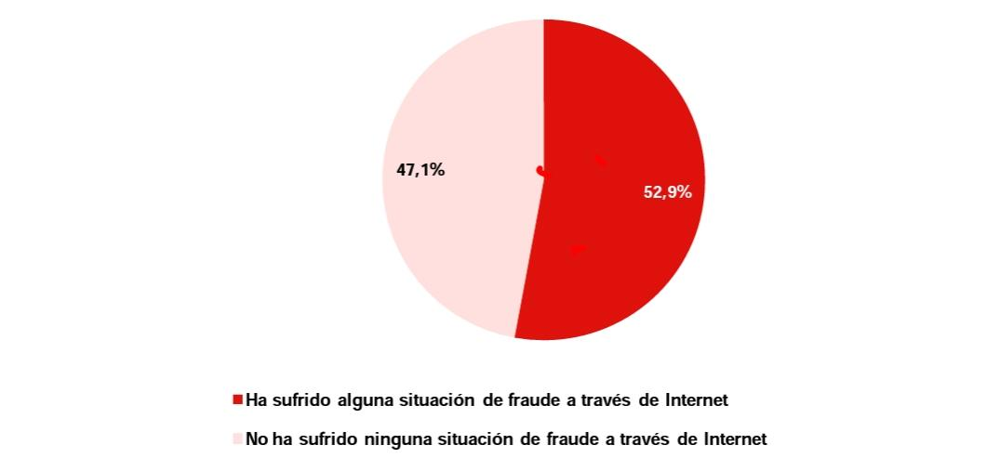 47,1%
52,9%
Ha sufrido alguna situación de fraude a través de Internet
No ha sufrido ninguna situación de fraude a través de Internet